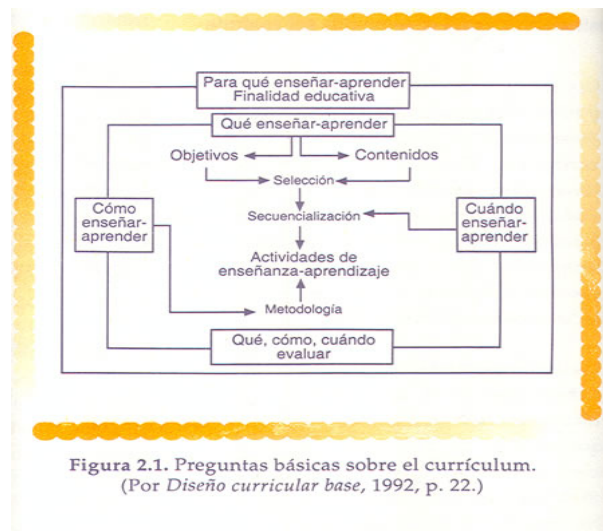 Para qué enseñar-aprender
Finalidad educativa
Qué enseñar-aprender
Objetivos
Contenidos
Selección
Cómo
enseñar-
aprender
Secuencialización
Cuándo
enseñar-
aprender
Actividades de
enseñanza-aprendizaje
Metodología
Qué, cómo, cuándo
evaluar
Figura 2.1. Preguntas básicas sobre el currículum.
(Por Diseño curricular base, 1992, p. 22.)